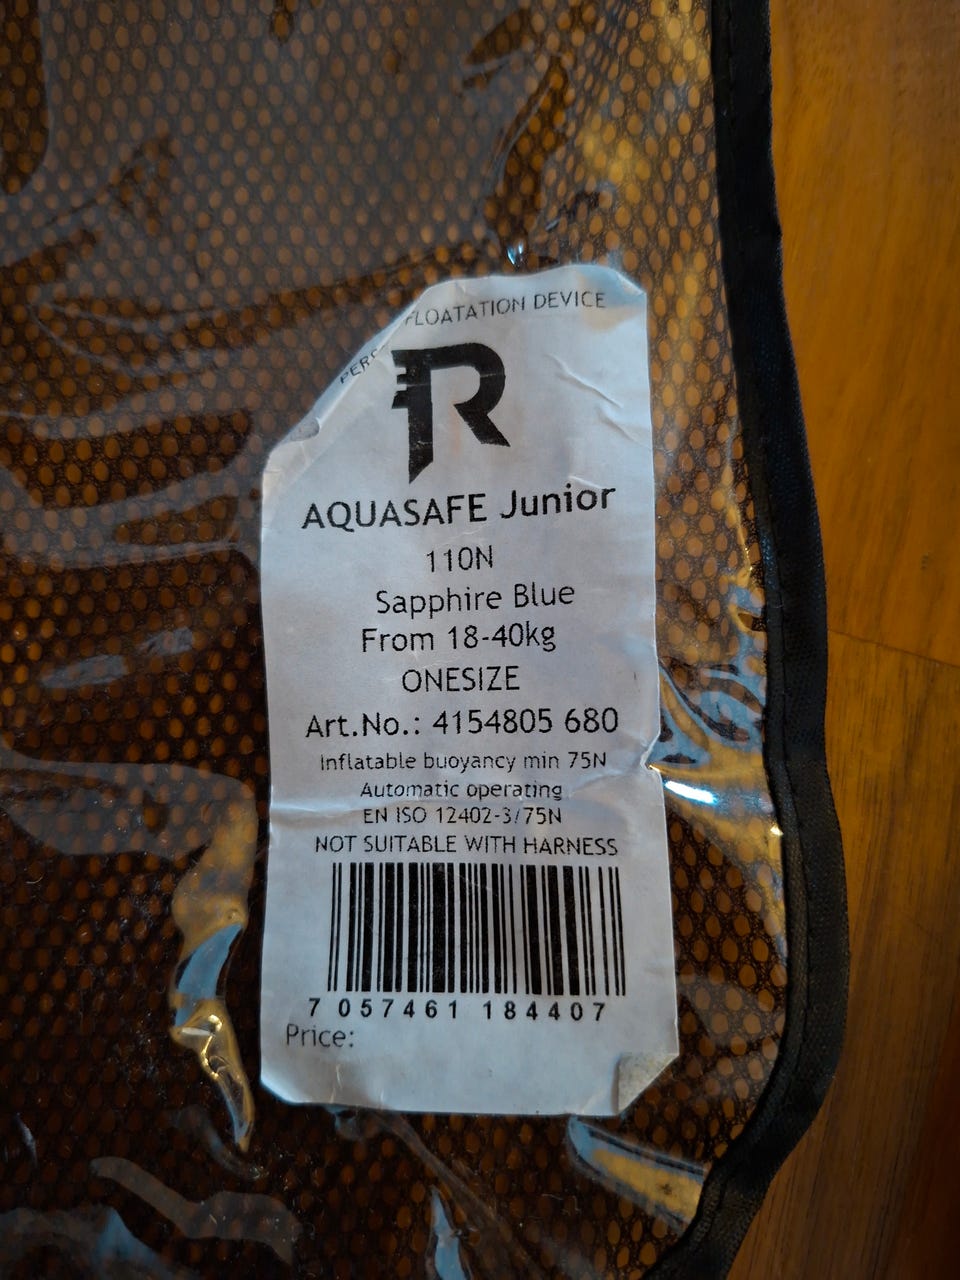 FLOATATION DEVICE
AQUASAFE Junior
110N
Sapphire Blue
From 18-40kg
ONESIZE
Art.No.: 4154805 680
Inflatable buoyancy min 75N
Automatic operating
EN ISO 12402-3/75N
NOT SUITABLE WITH HARNESS
7 057461 184407
Price: